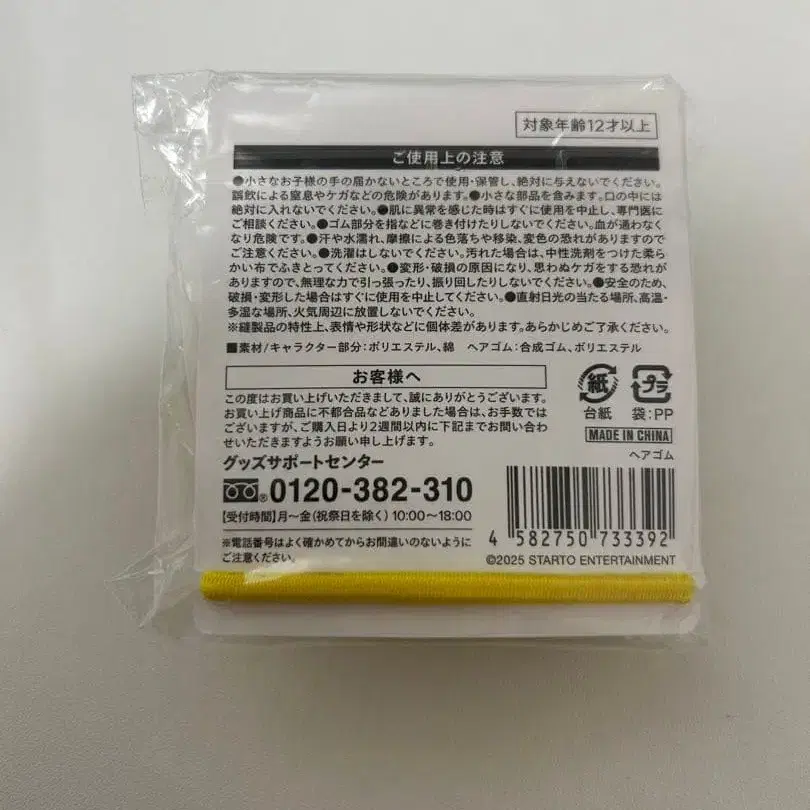 対象年齢12才以上
ご使用上の注意
●小さなお子様の手の届かないところで使用・保管し、絶対に与えないでください。
誤飲による窒息やケガなどの危険があります。●小さな部品を含みます。口の中には
絶対に入れないでください。●肌に異常を感じた時はすぐに使用を中止し、専門医に
ご相談ください。●ゴム部分を指などに巻き付けたりしないでください。血が通わなく
なり危険です。●汗や水濡れ、摩擦による色落ちや移染、変色の恐れがありますので
ご注意ください。●洗濯はしないでください。汚れた場合は、中性洗剤をつけた柔ら
かい布でふきとってください。●変形・破損の原因になり、思わぬケガをする恐れが
ありますので、無理な力で引っ張ったり、振り回したりしないでください。●安全のため、
破損・変形した場合はすぐに使用を中止してください。●直射日光の当たる場所、高温・
多湿な場所、火気周辺に放置しないでください。
※縫製品の特性上、表情や形状などに個体差があります。あらかじめご了承ください。
■素材/キャラクター部分:ポリエステル、綿 ヘアゴム:合成ゴム、ポリエステル
お客様へ
この度はお買い上げいただきまして、誠にありがとうございます。
お買い上げ商品に不都合品などありました場合は、お手数では
ございますが、ご購入日より2週間以内に下記までお問い合わ
せいただきますようお願い申し上げます。
グッズサポートセンター
0120-382-310
【受付時間】月〜金(祝祭日を除く)10:00〜18:00
※電話番号はよく確かめてからお間違いのないように
ご注意ください。
紙 プラ
台紙 袋:PP
MADE IN CHINA
ヘアゴム
4 582750 733392
©2025 STARTO ENTERTAINMENT